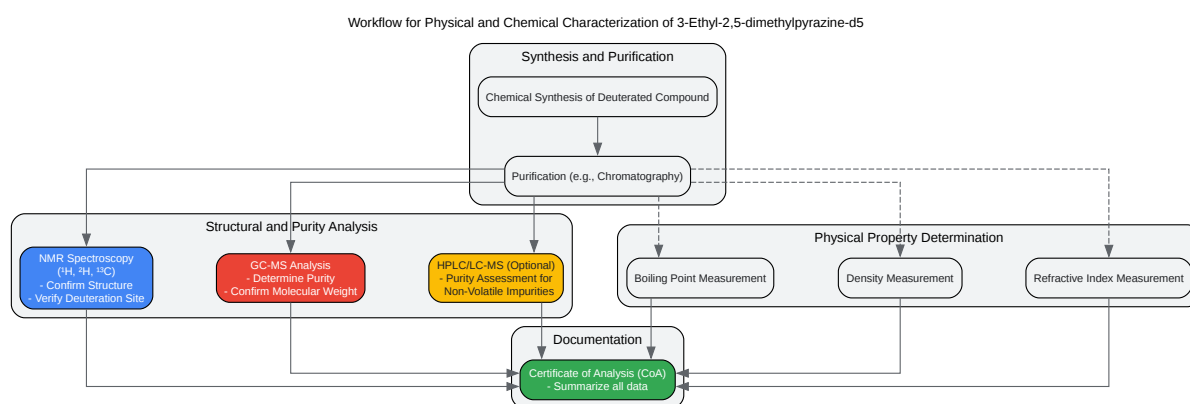 Workflow for Physical and Chemical Characterization of 3-Ethyl-2,5-dimethylpyrazine-d5
Synthesis and Purification
Chemical Synthesis of Deuterated Compound
Purification (e.g., Chromatography)
Structural and Purity Analysis
NMR Spectroscopy
(¹H, ²H, ¹³C)
- Confirm Structure
- Verify Deuteration Site
GC-MS Analysis
- Determine Purity
- Confirm Molecular Weight
HPLC/LC-MS (Optional)
- Purity Assessment for
Non-Volatile Impurities
Physical Property Determination
Boiling Point Measurement
Density Measurement
Refractive Index Measurement
Documentation
Certificate of Analysis (CoA)
- Summarize all data